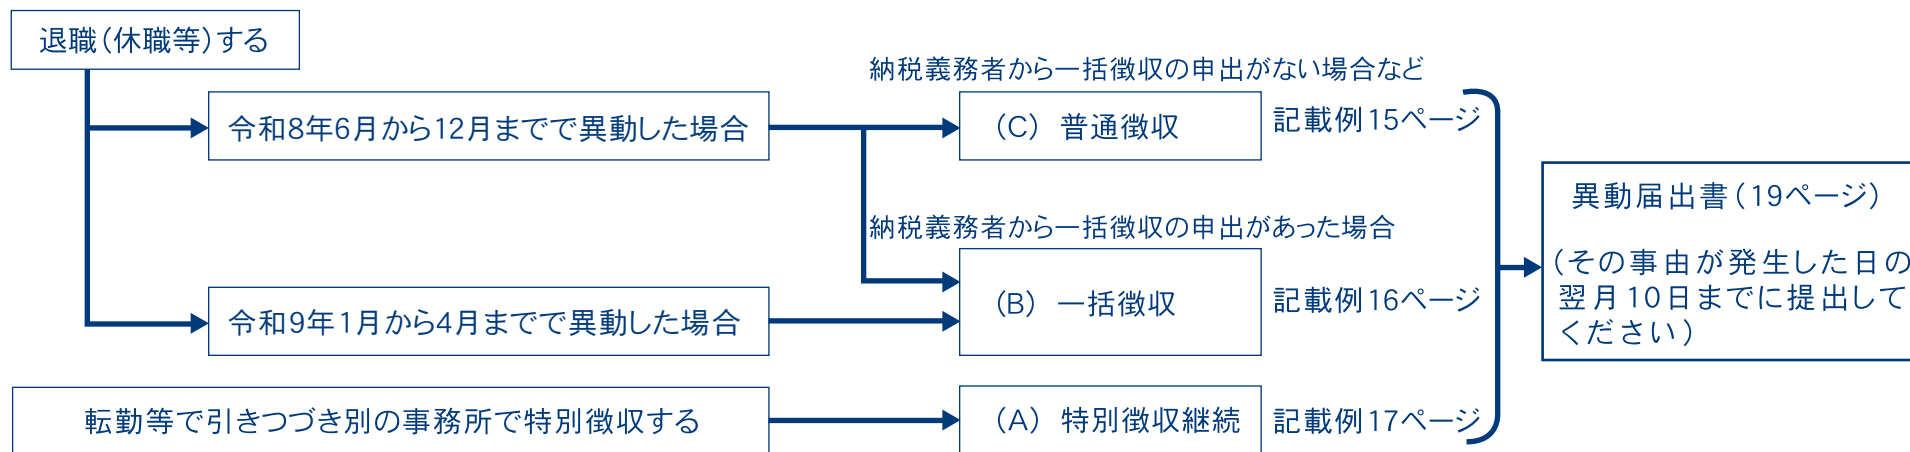 退職（休職等）する
納税義務者から一括徴収の申出がない場合など
令和8年6月から12月までで異動した場合
（C） 普通徴収
記載例15ページ
異動届出書（19ページ）
（その事由が発生した日の
翌月10日までに提出して
ください）
納税義務者から一括徴収の申出があった場合
（B） 一括徴収
記載例16ページ
令和9年1月から4月までで異動した場合
転勤等で引きつづき別の事務所で特別徴収する
（A） 特別徴収継続
記載例17ページ